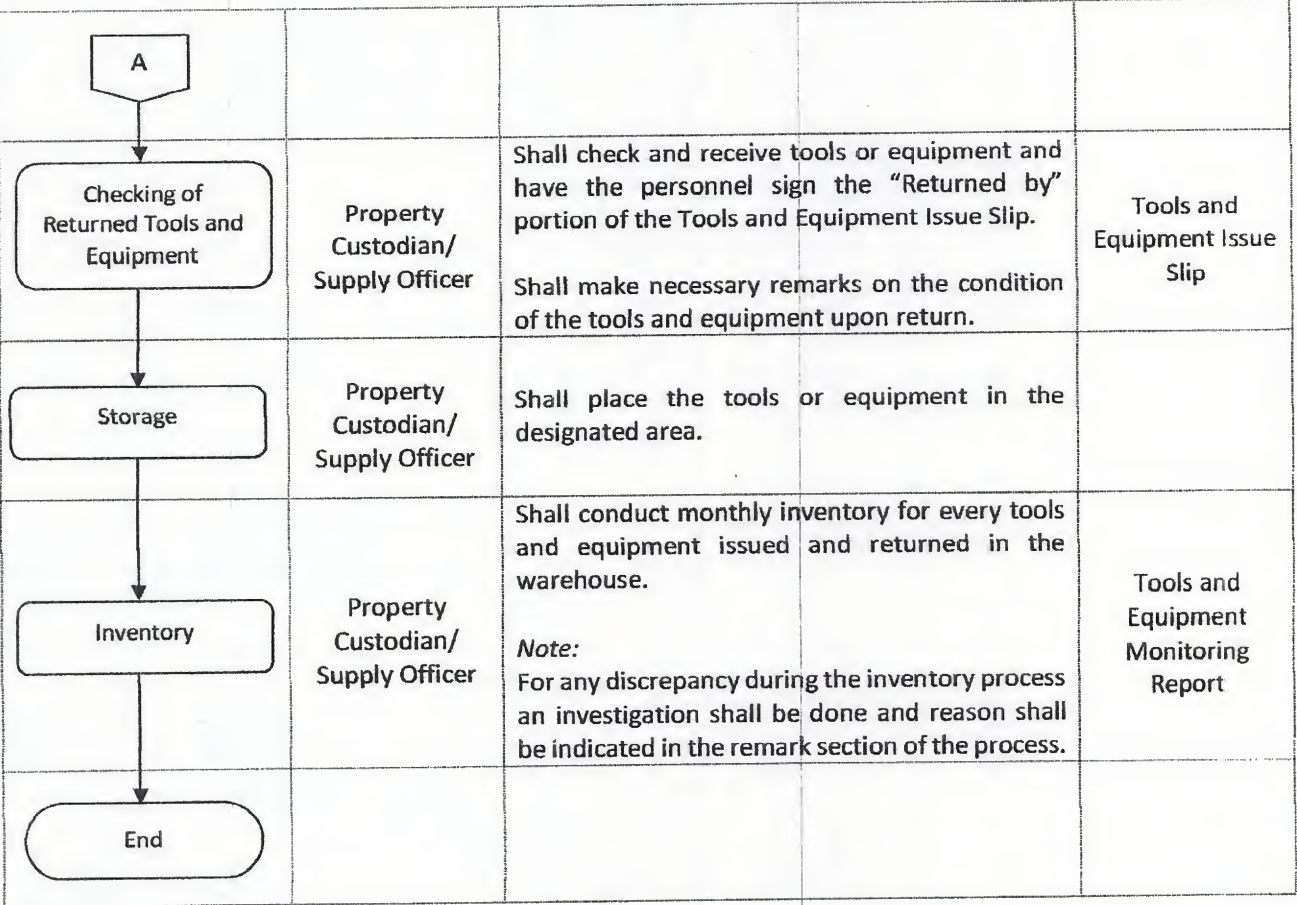 A
Checking of
Returned Tools and
Equipment
Property
Custodian/
Supply Officer
Shall check and receive tools or equipment and
have the personnel sign the “Returned by”
portion of the Tools and Equipment Issue Slip.
Shall make necessary remarks on the condition
of the tools and equipment upon return.
Tools and
Equipment Issue
Slip
Storage
Property
Custodian/
Supply Officer
Shall place the tools or equipment in the
designated area.
Inventory
Property
Custodian/
Supply Officer
Shall conduct monthly inventory for every tools
and equipment issued and returned in the
warehouse.
Note:
For any discrepancy during the inventory process
an investigation shall be done and reason shall
be indicated in the remark section of the process.
Tools and
Equipment
Monitoring
Report
End